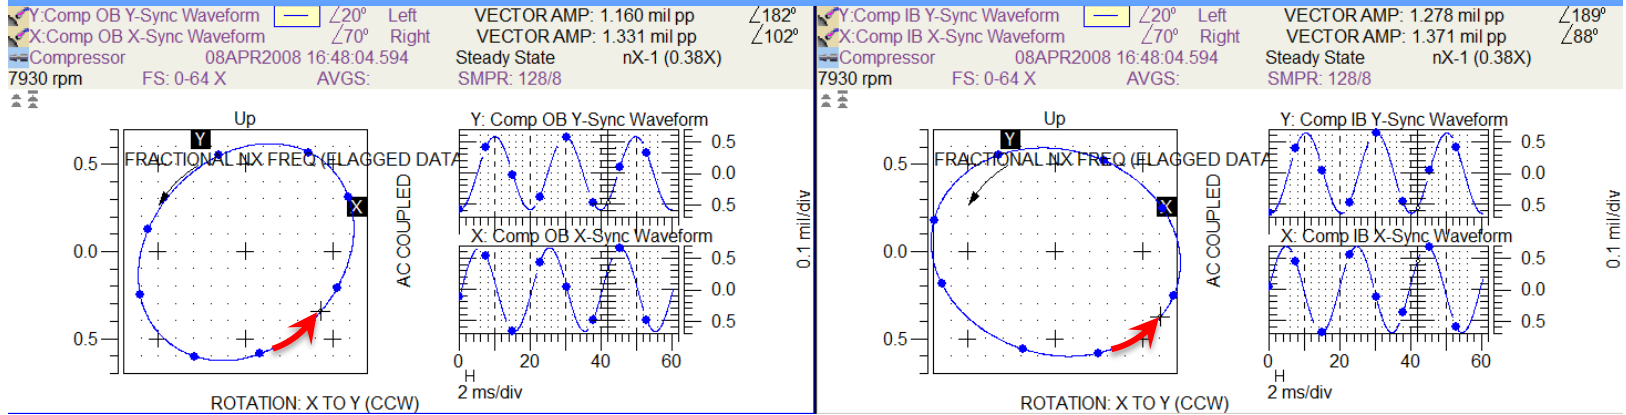 Y:Comp OB Y-Sync Waveform ∠20° Left VECTOR AMP: 1.160 mil pp ∠182°
X:Comp OB X-Sync Waveform ∠70° Right VECTOR AMP: 1.331 mil pp ∠102°
Compressor 08APR2008 16:48:04.594 Steady State nX-1 (0.38X)
7930 rpm FS: 0-64 X AVGS: SMPR: 128/8
Up
Y
FRACTIONAL NX FREQ (FLAGGED DATA
X
0.5
0.0
0.5
AC COUPLED
ROTATION: X TO Y (CCW)
Y: Comp OB Y-Sync Waveform
0.5
0.0
0.5
X: Comp OB X-Sync Waveform
0.5
0.0
0.5
0.1 mil/div
0 20 40 60
H
2 ms/div
Y:Comp IB Y-Sync Waveform ∠20° Left VECTOR AMP: 1.278 mil pp ∠189°
X:Comp IB X-Sync Waveform ∠70° Right VECTOR AMP: 1.371 mil pp ∠88°
Compressor 08APR2008 16:48:04.594 Steady State nX-1 (0.38X)
7930 rpm FS: 0-64 X AVGS: SMPR: 128/8
Up
Y
FRACTIONAL NX FREQ (FLAGGED DATA
X
0.5
0.0
0.5
AC COUPLED
ROTATION: X TO Y (CCW)
Y: Comp IB Y-Sync Waveform
0.5
0.0
0.5
X: Comp IB X-Sync Waveform
0.5
0.0
0.5
0.1 mil/div
0 20 40 60
H
2 ms/div